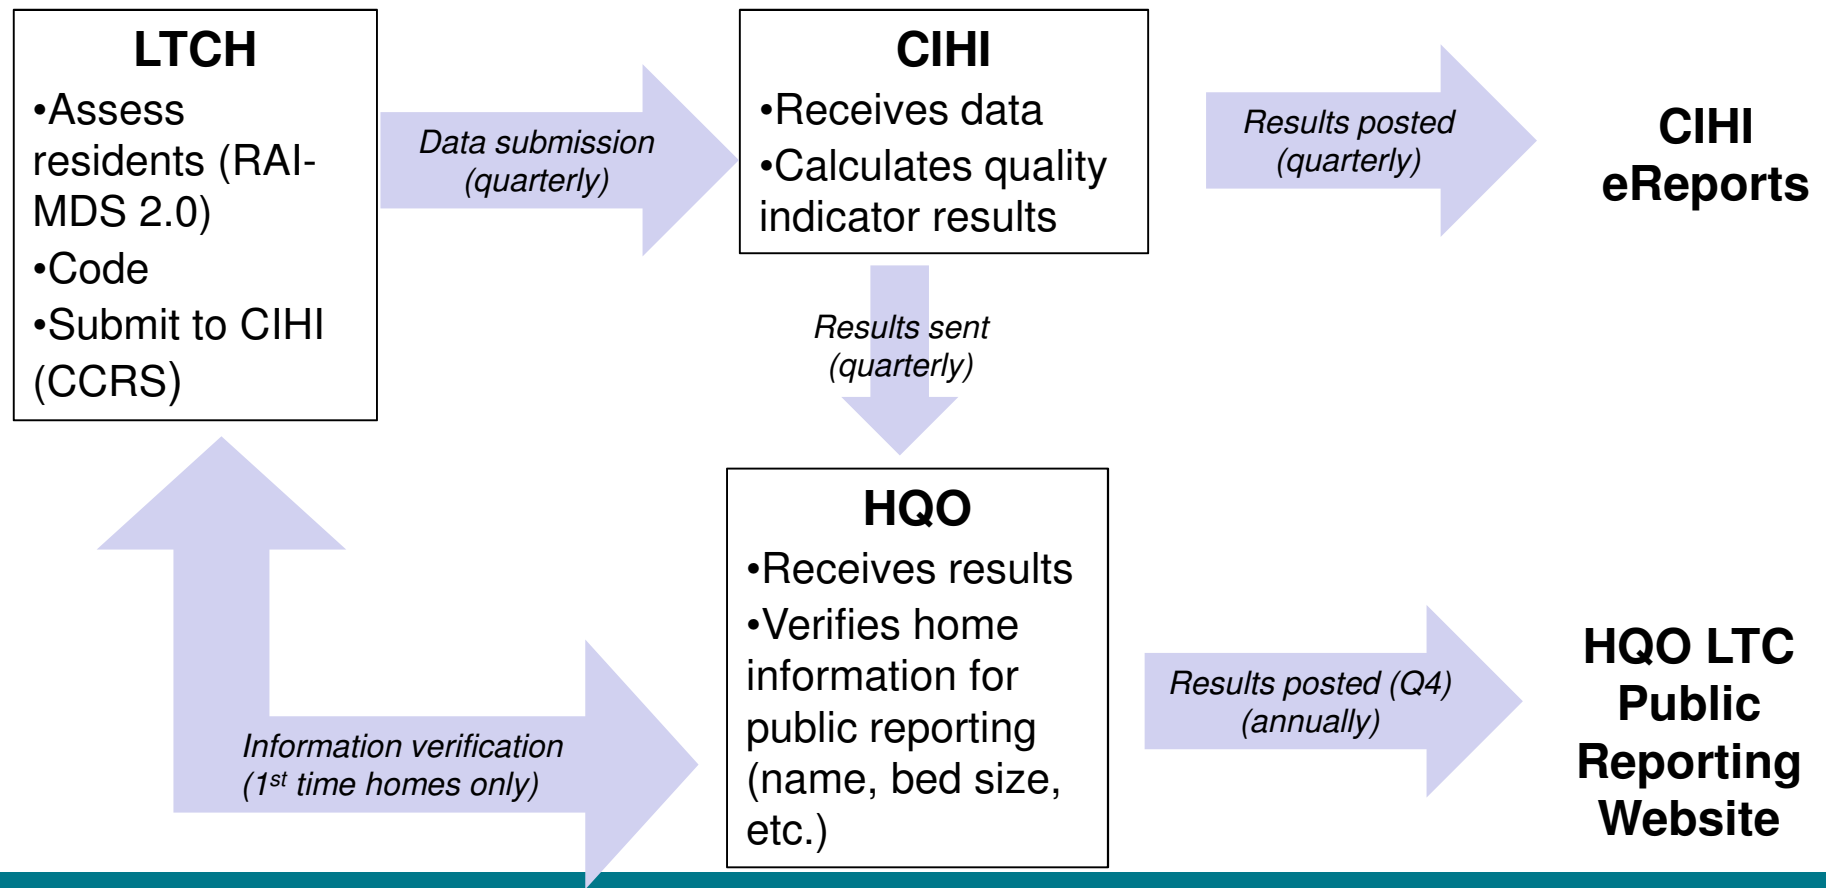 LTCH
•Assess
residents (RAI-
MDS 2.0)
•Code
•Submit to CIHI
(CCRS)
Data submission
(quarterly)
CIHI
•Receives data
•Calculates quality
indicator results
Results posted
(quarterly)
CIHI
eReports
Results sent
(quarterly)
HQO
•Receives results
•Verifies home
information for
public reporting
(name, bed size,
etc.)
Information verification
(1st time homes only)
Results posted (Q4)
(annually)
HQO LTC
Public
Reporting
Website